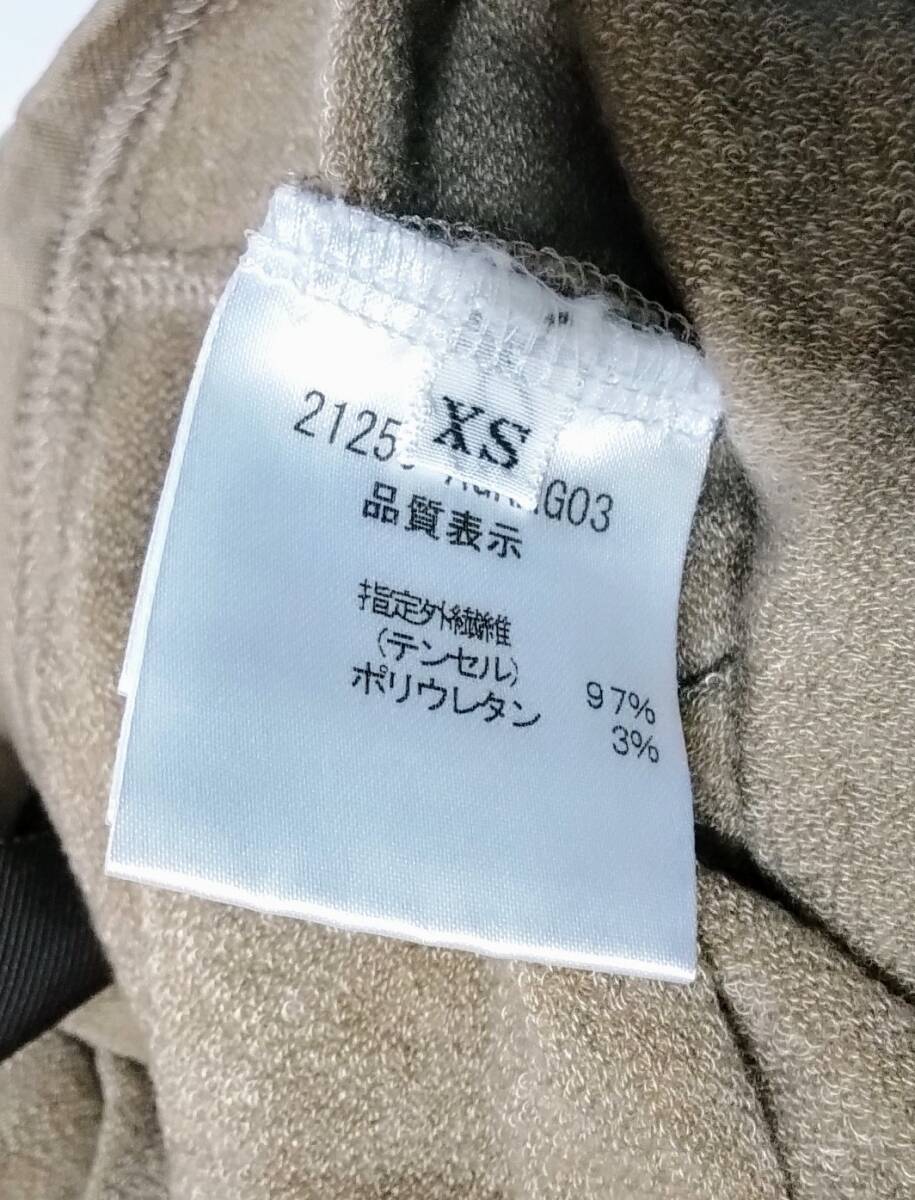 XS
品質表示
指定外繊維
(テンセル)
ポリウレタン
97%
3%